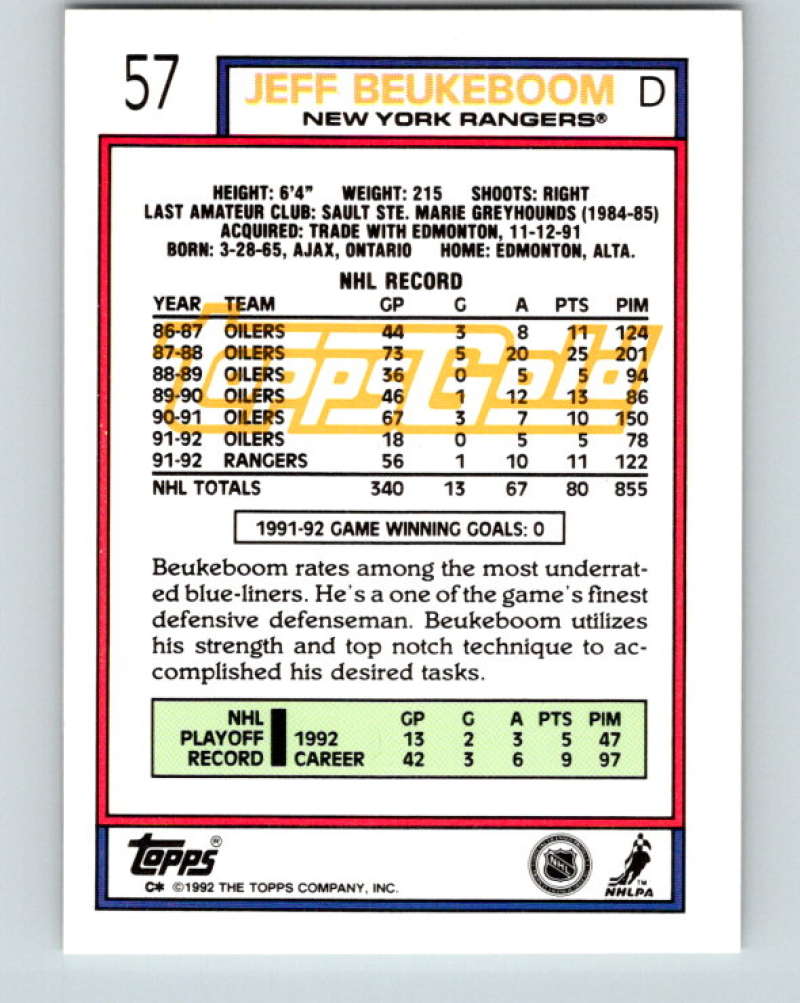 57
JEFF BEUKEBOOM D
NEW YORK RANGERS®
HEIGHT: 6'4" WEIGHT: 215 SHOOTS: RIGHT
LAST AMATEUR CLUB: SAULT STE. MARIE GREYHOUNDS (1984-85)
ACQUIRED: TRADE WITH EDMONTON, 11-12-91
BORN: 3-28-65, AJAX, ONTARIO HOME: EDMONTON, ALTA.
NHL RECORD
YEAR TEAM GP G A PTS PIM
86-87 OILERS 44 3 8 11 124
87-88 OILERS 73 5 20 25 201
88-89 OILERS 36 0 5 5 94
89-90 OILERS 46 1 12 13 86
90-91 OILERS 67 3 7 10 150
91-92 OILERS 18 0 5 5 78
91-92 RANGERS 56 1 10 11 122
NHL TOTALS 340 13 67 80 855
Topps Gold
1991-92 GAME WINNING GOALS: 0
Beukeboom rates among the most underrat-
ed blue-liners. He's a one of the game's finest
defensive defenseman. Beukeboom utilizes
his strength and top notch technique to ac-
complished his desired tasks.
NHL GP G A PTS PIM
PLAYOFF 1992 13 2 3 5 47
RECORD CAREER 42 3 6 9 97
Topps®
C* ©1992 THE TOPPS COMPANY, INC.
NHL
™
NHLPA